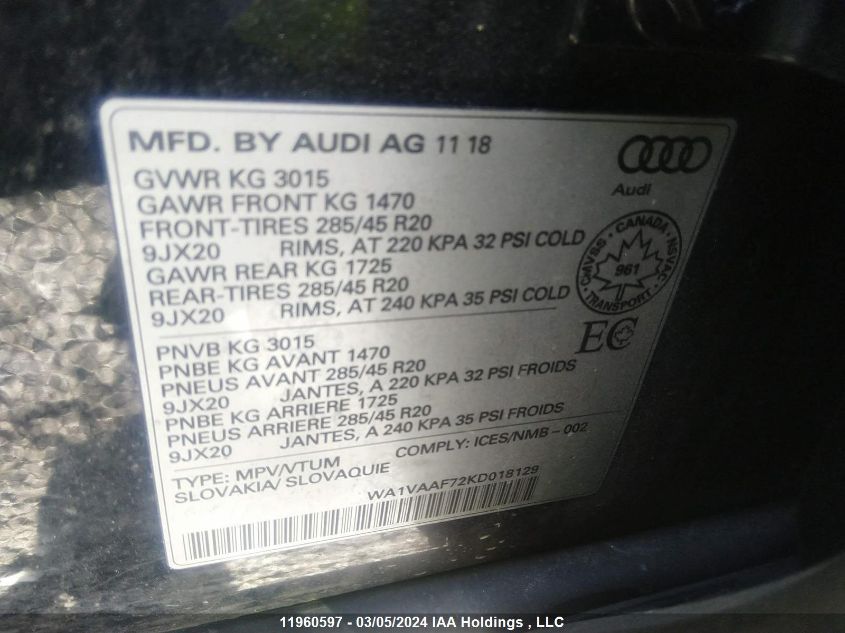 MFD. BY AUDI AG 11 18
Audi
GVWR KG 3015
GAWR FRONT KG 1470
FRONT-TIRES 285/45 R20
9JX20 RIMS, AT 220 KPA 32 PSI COLD
GAWR REAR KG 1725
REAR-TIRES 285/45 R20
9JX20 RIMS, AT 240 KPA 35 PSI COLD
CMVSS - CANADA - NSVAC
961
TRANSPORT
EC
PNVB KG 3015
PNBE KG AVANT 1470
PNEUS AVANT 285/45 R20
9JX20 JANTES, A 220 KPA 32 PSI FROIDS
PNBE KG ARRIERE 1725
PNEUS ARRIERE 285/45 R20
9JX20 JANTES, A 240 KPA 35 PSI FROIDS
TYPE: MPV/VTUM COMPLY: ICES/NMB - 002
SLOVAKIA/ SLOVAQUIE
WA1VAAF72KD018129
11960597 - 03/05/2024 IAA Holdings , LLC